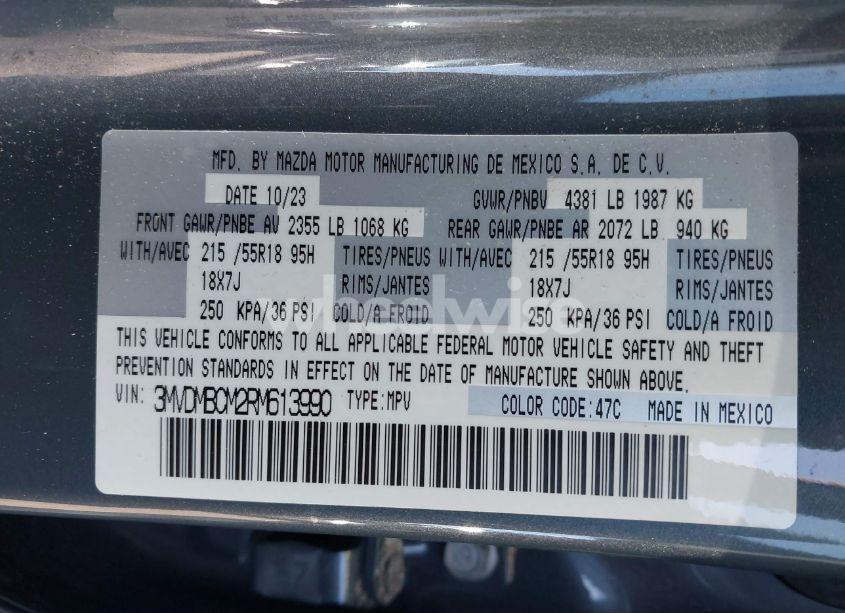 MFD. BY MAZDA MOTOR MANUFACTURING DE MEXICO S.A. DE C.V.
DATE 10/23 GVWR/PNBV 4381 LB 1987 KG
FRONT GAWR/PNBE AV 2355 LB 1068 KG REAR GAWR/PNBE AR 2072 LB 940 KG
WITH/AVEC 215 /55R18 95H TIRES/PNEUS WITH/AVEC 215 /55R18 95H TIRES/PNEUS
18X7J RIMS/JANTES 18X7J RIMS/JANTES
250 KPA/36 PSI COLD/A FROID 250 KPA/36 PSI COLD/A FROID
wheelwise
THIS VEHICLE CONFORMS TO ALL APPLICABLE FEDERAL MOTOR VEHICLE SAFETY AND THEFT
PREVENTION STANDARDS IN EFFECT ON THE DATE OF MANUFACTURE SHOWN ABOVE.
VIN: 3MVDMBCM2RM613990 TYPE:MPV COLOR CODE:47C MADE IN MEXICO